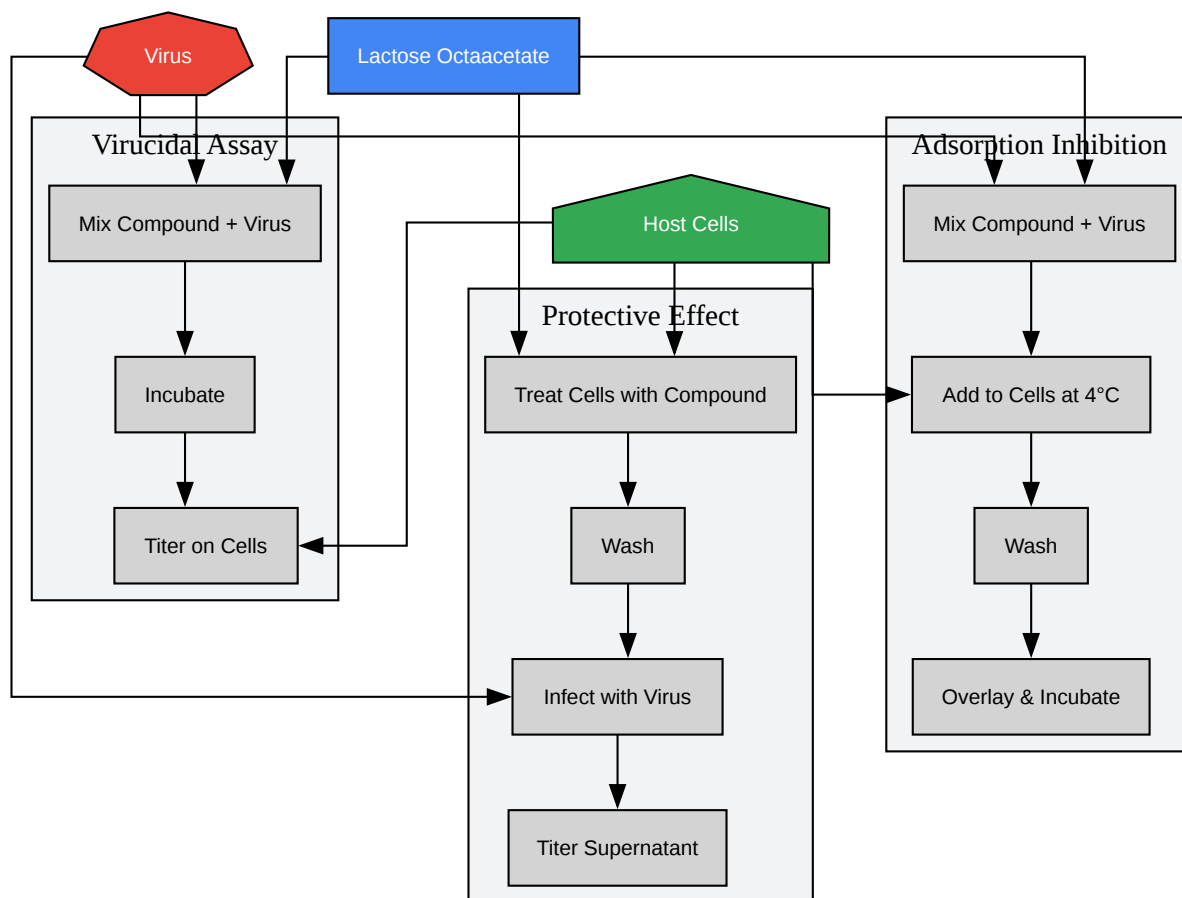 Virus
Lactose Octaacetate
Virucidal Assay
Mix Compound + Virus
Incubate
Titer on Cells
Host Cells
Protective Effect
Treat Cells with Compound
Wash
Infect with Virus
Titer Supernatant
Adsorption Inhibition
Mix Compound + Virus
Add to Cells at 4°C
Wash
Overlay & Incubate